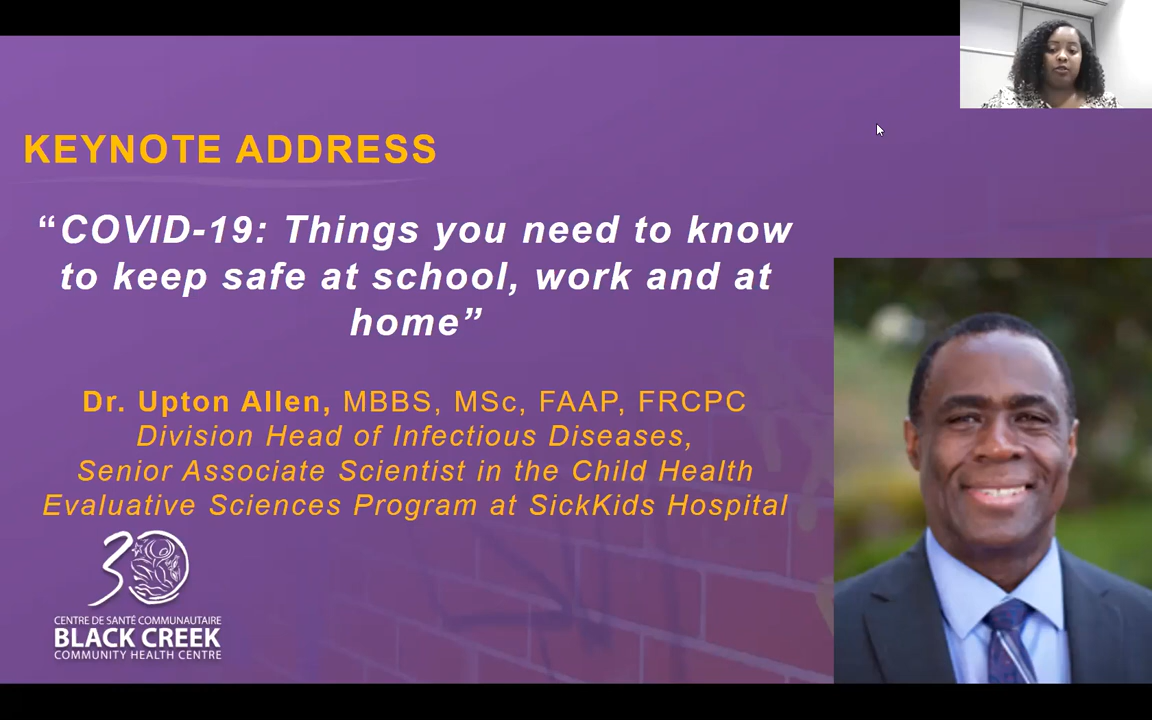 KEYNOTE ADDRESS
“COVID-19: Things you need to know
to keep safe at school, work and at
home”
Dr. Upton Allen, MBBS, MSc, FAAP, FRCPC
Division Head of Infectious Diseases,
Senior Associate Scientist in the Child Health
Evaluative Sciences Program at SickKids Hospital
30
CENTRE DE SANTÉ COMMUNAUTAIRE
BLACK CREEK
COMMUNITY HEALTH CENTRE